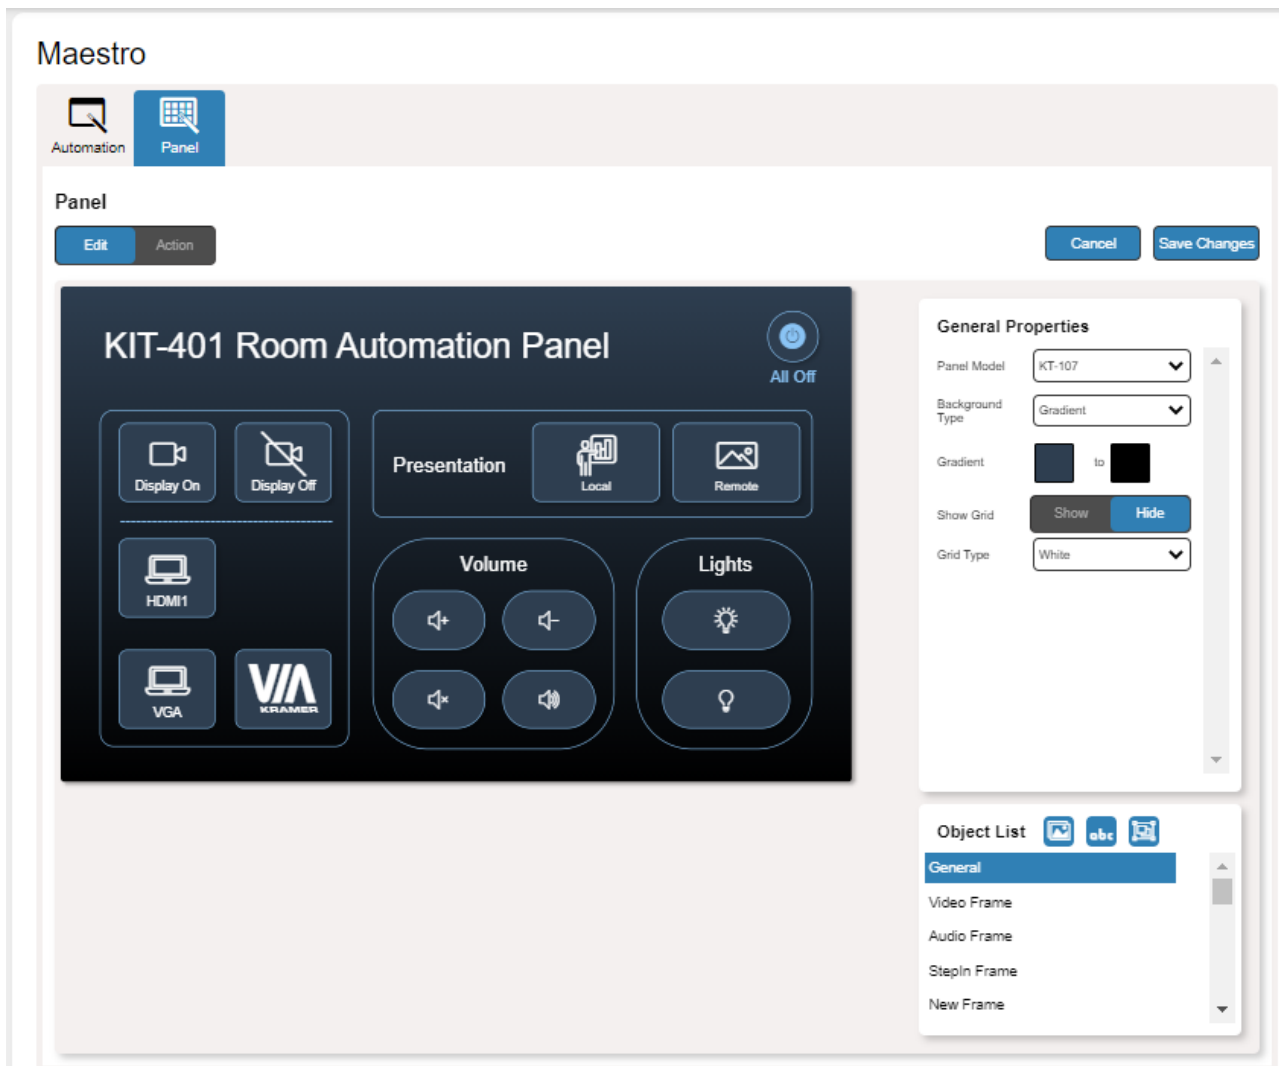 Maestro
Automation
Panel
Panel
Edit
Action
Cancel
Save Changes
KIT-401 Room Automation Panel
All Off
Display On
Display Off
Presentation
Local
Remote
HDMI1
VGA
VIA
KRAMER
Volume
Lights
General Properties
Panel Model
KT-107
Background
Type
Gradient
Gradient
to
Show Grid
Show
Hide
Grid Type
White
Object List
abc
General
Video Frame
Audio Frame
StepIn Frame
New Frame